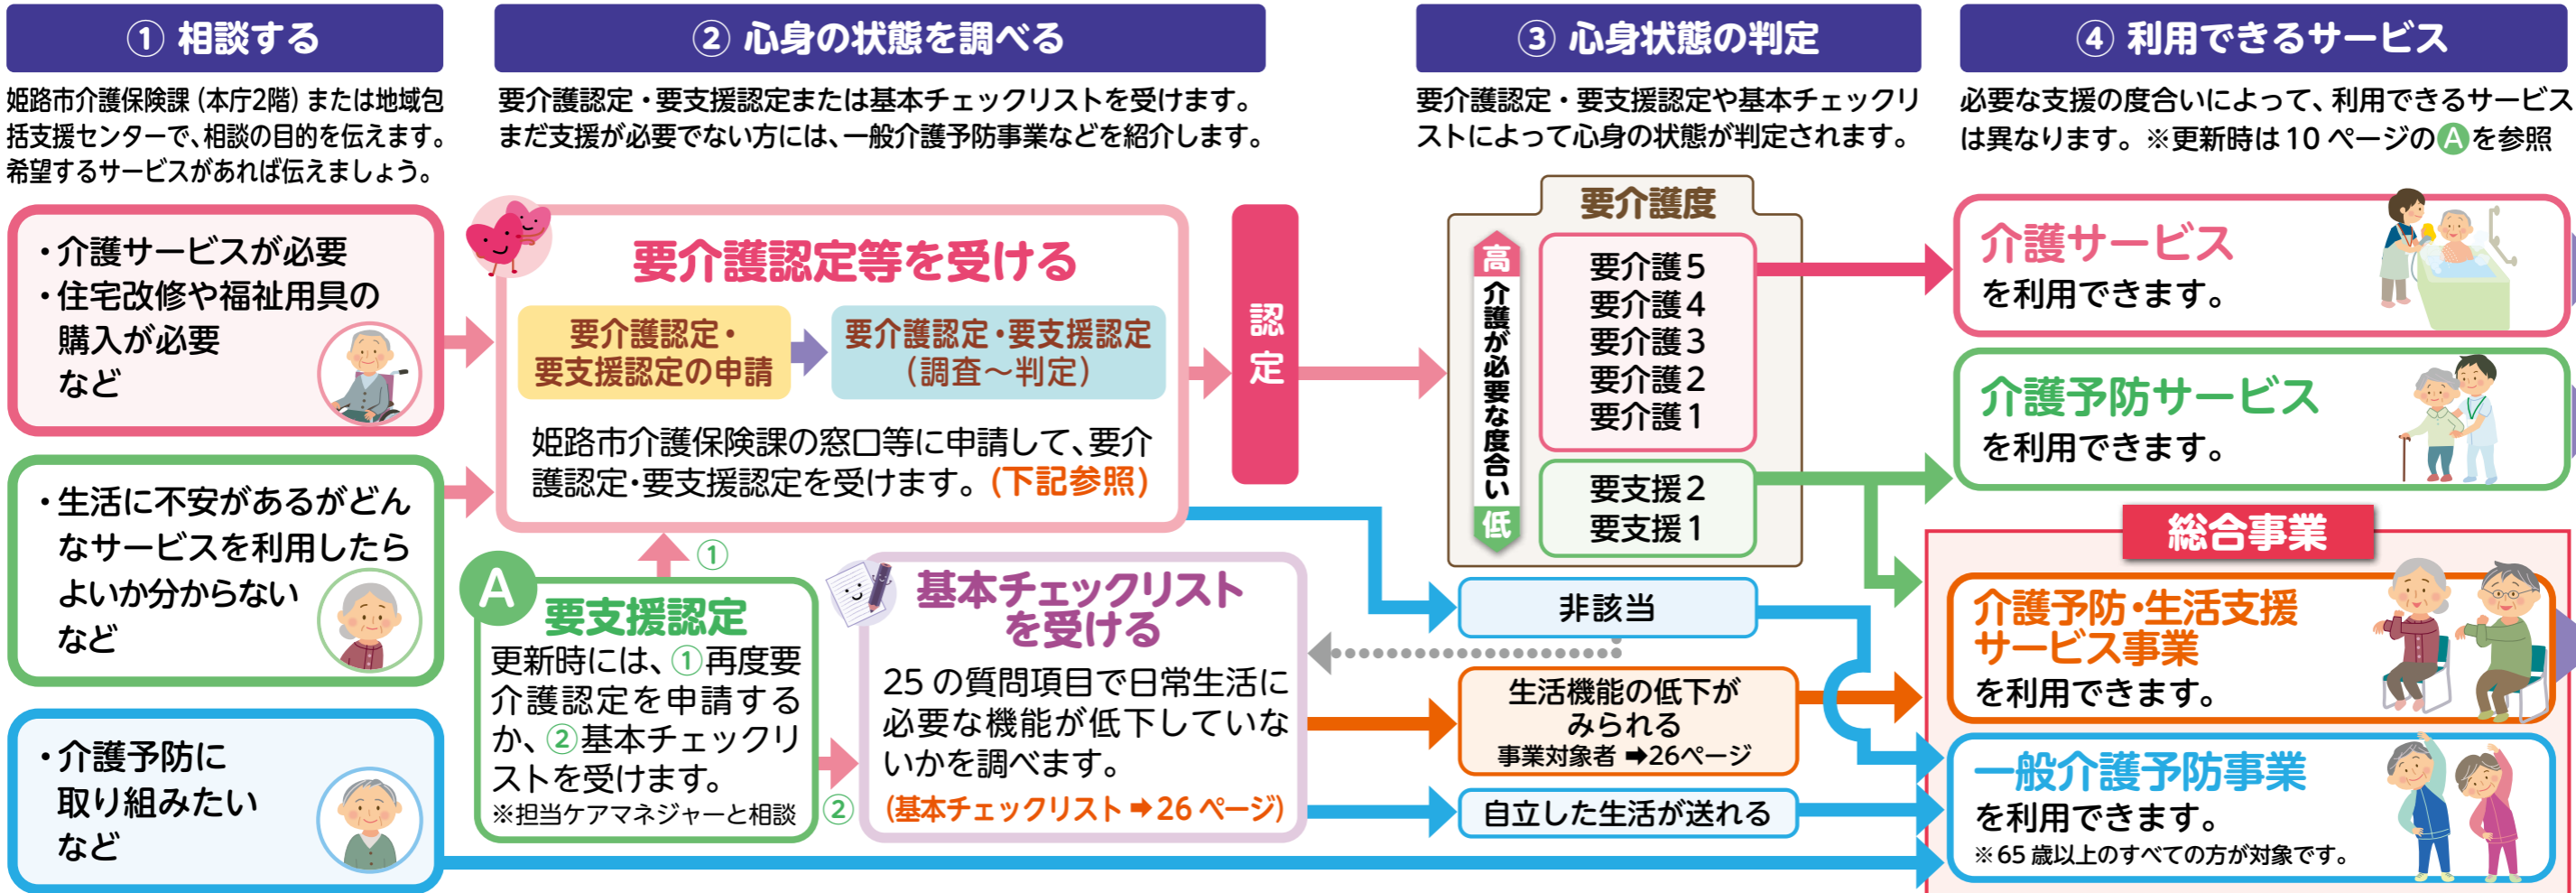 ① 相談する
姫路市介護保険課（本庁2階）または地域包
括支援センターで、相談の目的を伝えます。
希望するサービスがあれば伝えましょう。
・介護サービスが必要
・住宅改修や福祉用具の
購入が必要
など
・生活に不安があるがどん
なサービスを利用したら
よいか分からない
など
・介護予防に
取り組みたい
など
② 心身の状態を調べる
要介護認定・要支援認定または基本チェックリストを受けます。
まだ支援が必要でない方には、一般介護予防事業などを紹介します。
要介護認定等を受ける
要介護認定・
要支援認定の申請
要介護認定・要支援認定
（調査～判定）
姫路市介護保険課の窓口等に申請して、要介
護認定・要支援認定を受けます。(下記参照)
認定
①
A
要支援認定
更新時には、①再度要
介護認定を申請する
か、②基本チェックリ
ストを受けます。
※担当ケアマネジャーと相談
②
基本チェックリスト
を受ける
25の質問項目で日常生活に
必要な機能が低下していな
いかを調べます。
(基本チェックリスト➡26ページ)
③ 心身状態の判定
要介護認定・要支援認定や基本チェックリ
ストによって心身の状態が判定されます。
要介護度
高
介護が必要な度合い
低
要介護5
要介護4
要介護3
要介護2
要介護1
要支援2
要支援1
非該当
生活機能の低下が
みられる
事業対象者 ➡26ページ
自立した生活が送れる
④ 利用できるサービス
必要な支援の度合いによって、利用できるサービス
は異なります。※更新時は10ページのAを参照
介護サービス
を利用できます。
介護予防サービス
を利用できます。
総合事業
介護予防・生活支援
サービス事業
を利用できます。
一般介護予防事業
を利用できます。
※65歳以上のすべての方が対象です。